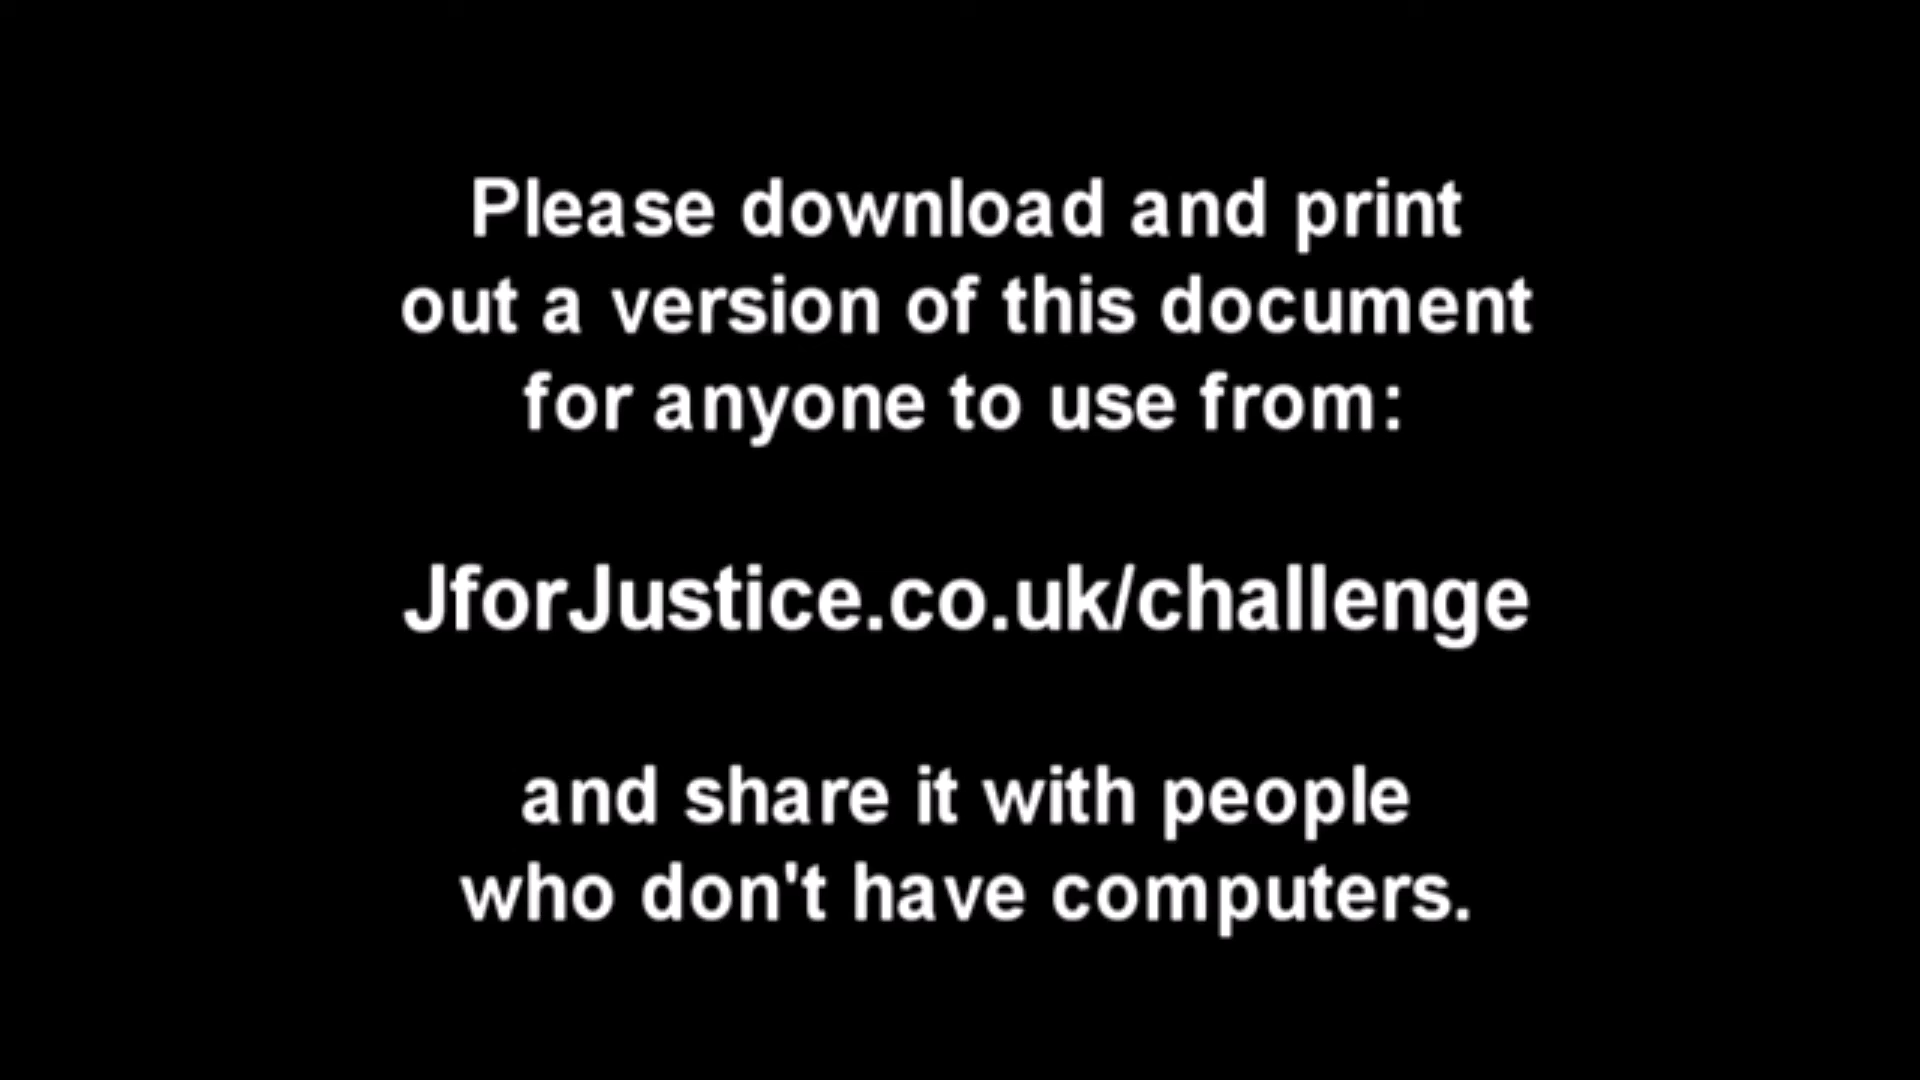 Please download and print
out a version of this document
for anyone to use from:
JforJustice.co.uk/challenge
and share it with people
who don't have computers.